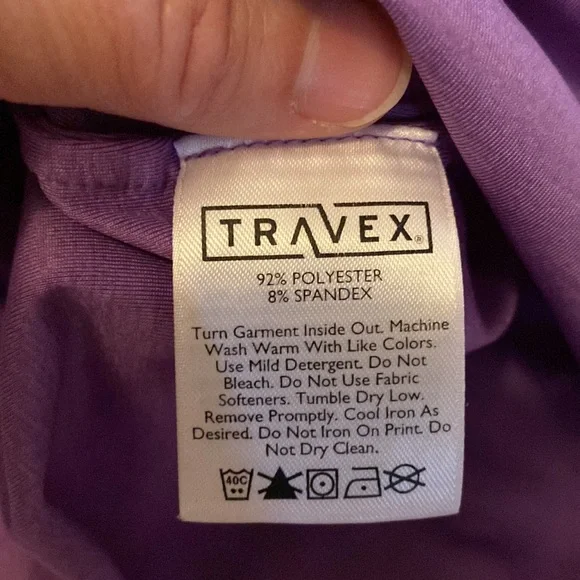 TRAVEX®
92% POLYESTER
8% SPANDEX
Turn Garment Inside Out. Machine
Wash Warm With Like Colors.
Use Mild Detergent. Do Not
Bleach. Do Not Use Fabric
Softeners. Tumble Dry Low.
Remove Promptly. Cool Iron As
Desired. Do Not Iron On Print. Do
Not Dry Clean.
40C